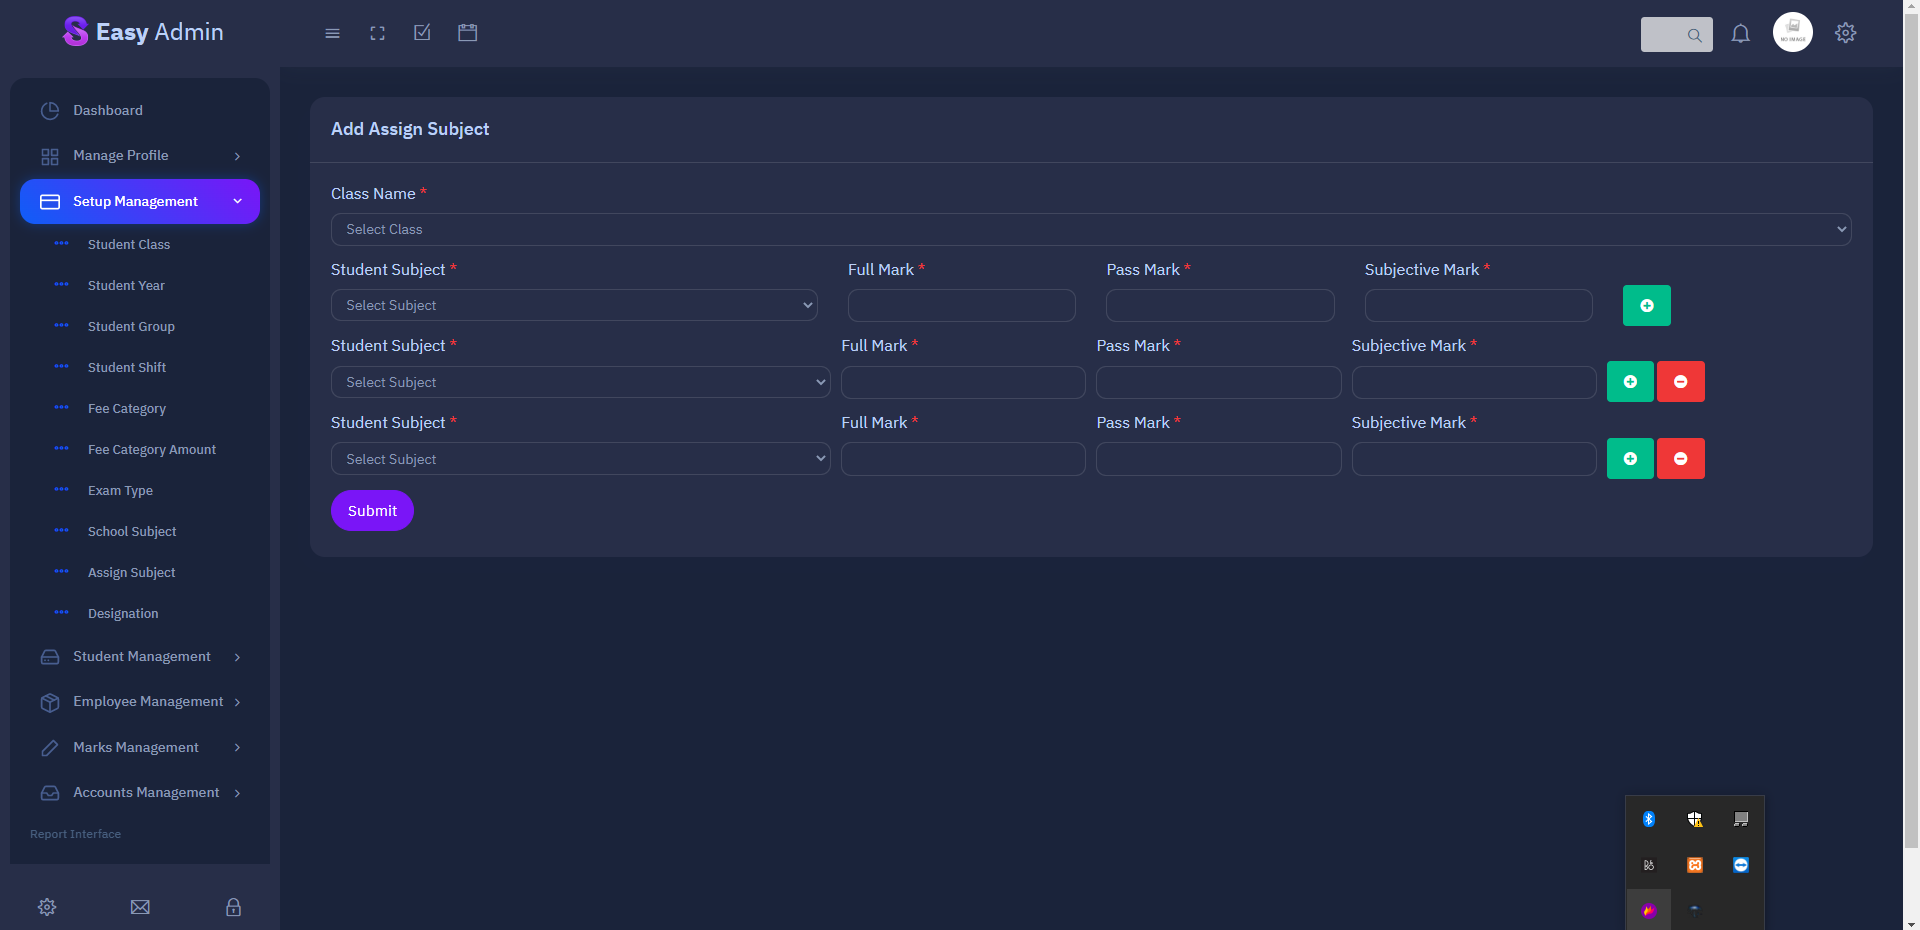 Easy Admin
NO IMAGE
Dashboard
Manage Profile
Setup Management
Student Class
Student Year
Student Group
Student Shift
Fee Category
Fee Category Amount
Exam Type
School Subject
Assign Subject
Designation
Student Management
Employee Management
Marks Management
Accounts Management
Report Interface
Add Assign Subject
Class Name *
Select Class
Student Subject * Full Mark * Pass Mark * Subjective Mark *
Select Subject
Student Subject * Full Mark * Pass Mark * Subjective Mark *
Select Subject
Student Subject * Full Mark * Pass Mark * Subjective Mark *
Select Subject
Submit